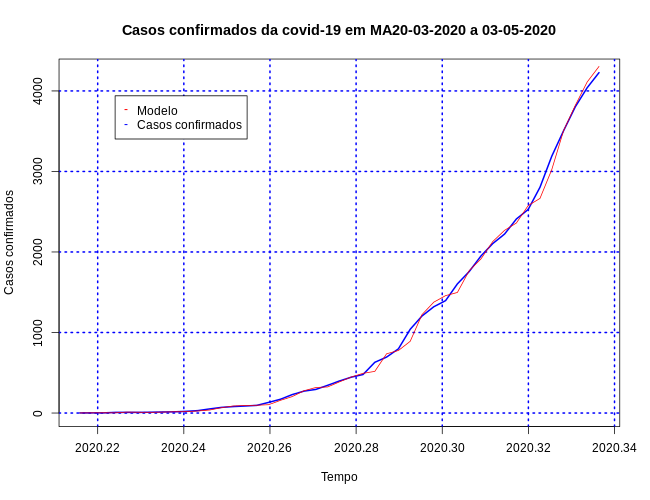 Casos confirmados da covid-19 em MA20-03-2020 a 03-05-2020
Casos confirmados
4000
3000
2000
1000
0
- Modelo
- Casos confirmados
2020.22 2020.24 2020.26 2020.28 2020.30 2020.32 2020.34
Tempo